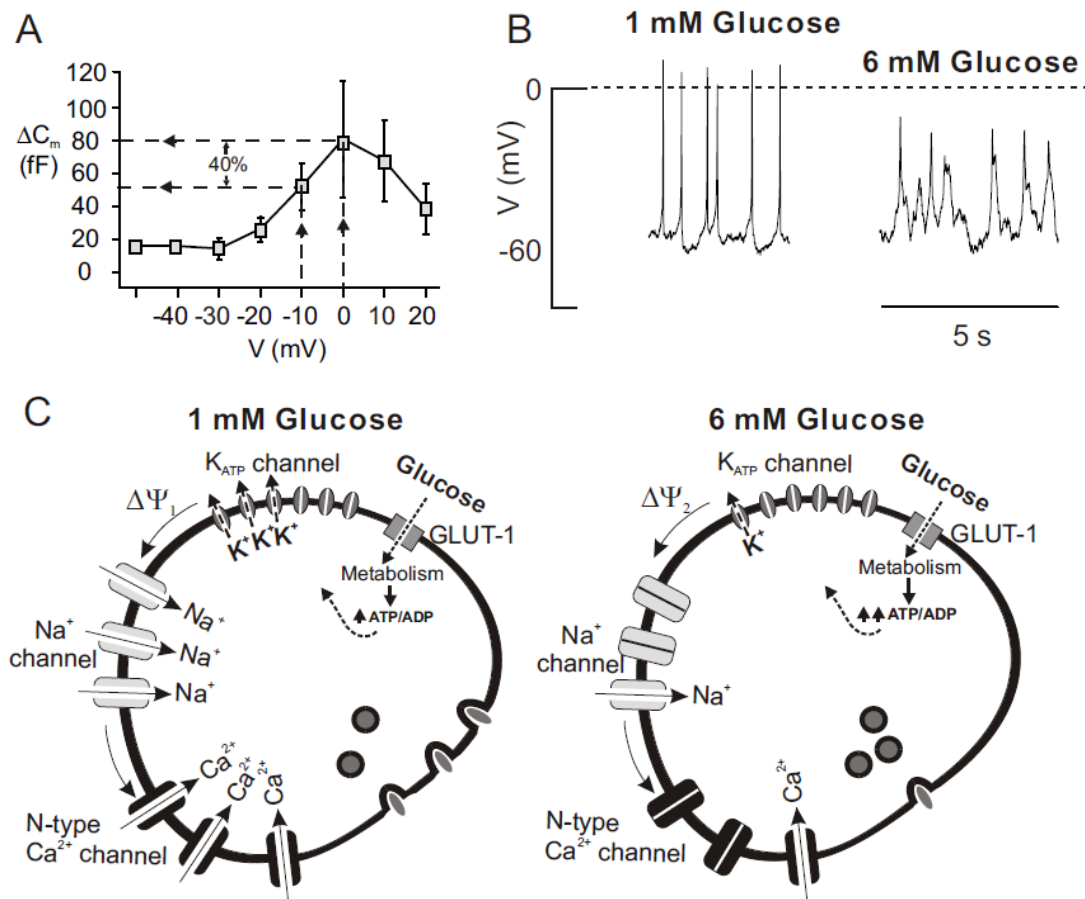 A
120
100
80
60
40
20
0
ΔCm
(fF)
40%
-40 -30 -20 -10 0 10 20
V (mV)
B
1 mM Glucose
6 mM Glucose
0
-60
V (mV)
5 s
C
1 mM Glucose
KATP channel
Glucose
ΔΨ1
K+ K+ K+
GLUT-1
Metabolism
ATP/ADP
Na+
Na+
channel
Na+
Na+
Ca2+
Ca2+
Ca2+
N-type
Ca2+ channel
6 mM Glucose
KATP channel
Glucose
ΔΨ2
K+
GLUT-1
Metabolism
ATP/ADP
Na+
channel
Na+
Ca2+
N-type
Ca2+ channel